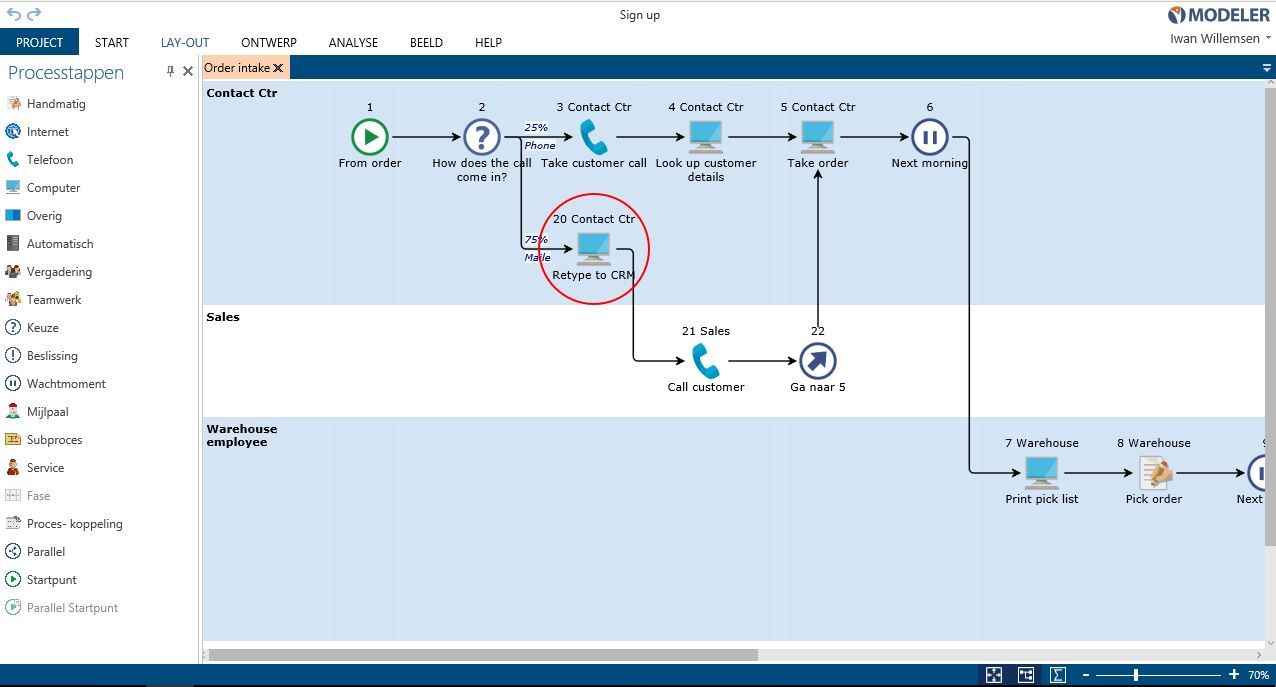 Sign up
MODELER
Iwan Willemsen
PROJECT START LAY-OUT ONTWERP ANALYSE BEELD HELP
Processtappen
Handmatig
Internet
Telefoon
Computer
Overig
Automatisch
Vergadering
Teamwerk
Keuze
Beslissing
Wachtmoment
Mijlpaal
Subproces
Service
Fase
Proces- koppeling
Parallel
Startpunt
Parallel Startpunt
Order intake
Contact Ctr
1
From order
2
How does the call
come in?
25%
Phone
3 Contact Ctr
Take customer call
4 Contact Ctr
Look up customer
details
5 Contact Ctr
Take order
6
Next morning
75%
Maile
20 Contact Ctr
Retype to CRM
Sales
21 Sales
Call customer
22
Ga naar 5
Warehouse
employee
7 Warehouse
Print pick list
8 Warehouse
Pick order
9
Next
70%